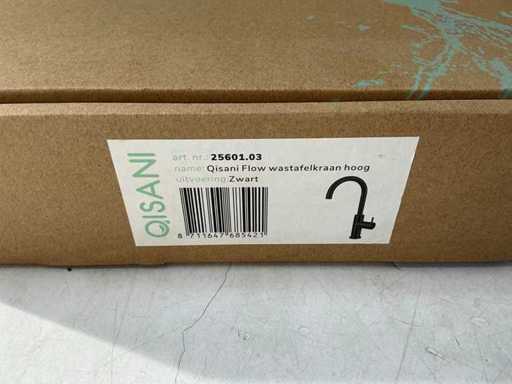 QISANI
art. nr.: 25601.03
name: Qisani Flow wastafelkraan hoog
uitvoering: Zwart
8 711647 685421